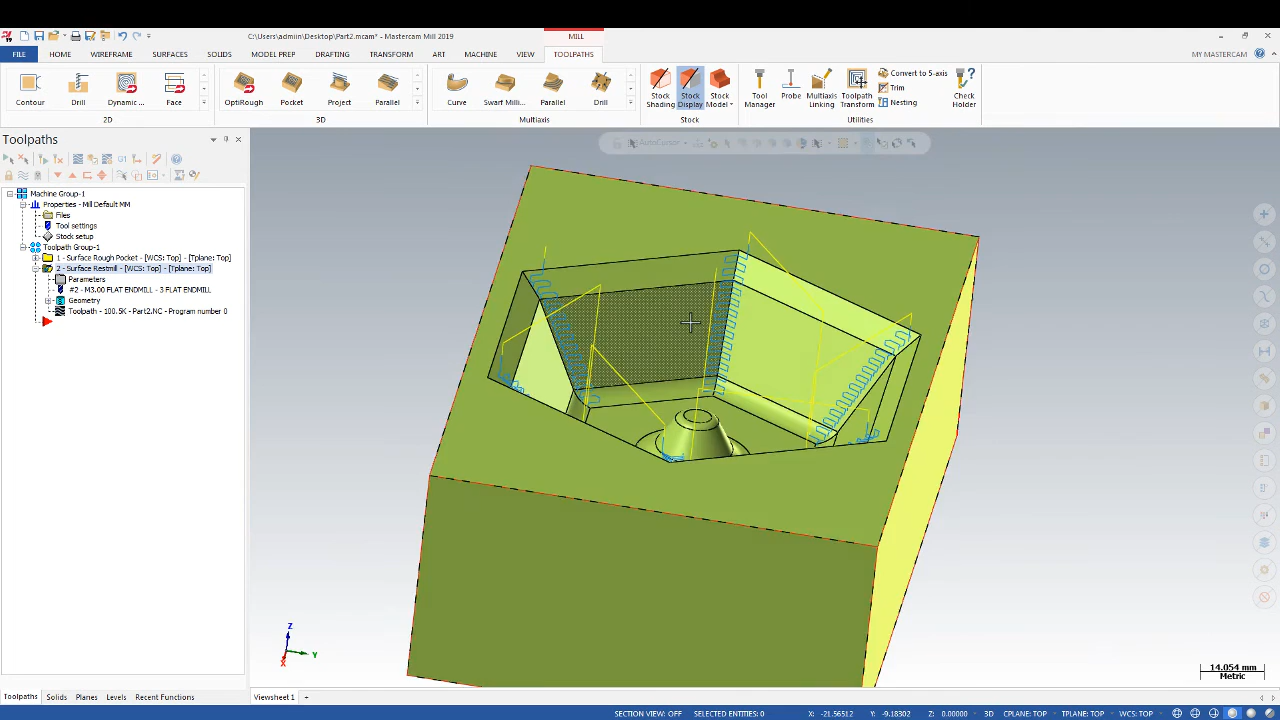 C:\Users\admiin\Desktop\Part2.mcam* - Mastercam Mill 2019
MILL
FILE HOME WIREFRAME SURFACES SOLIDS MODEL PREP DRAFTING TRANSFORM ART MACHINE VIEW TOOLPATHS MY MASTERCAM
Contour Drill Dynamic ... Face OptiRough Pocket Project Parallel Curve Swarf Milli... Parallel Drill
Stock Shading Stock Display Stock Model
Tool Manager Probe Multiaxis Linking Toolpath Transform
Convert to 5-axis
Trim
Nesting
Check Holder
2D 3D Multiaxis Stock Utilities
Toolpaths
AutoCursor
Machine Group-1
Properties - Mill Default MM
Files
Tool settings
Stock setup
Toolpath Group-1
1 - Surface Rough Pocket - [WCS: Top] - [Tplane: Top]
2 - Surface Restmill - [WCS: Top] - [Tplane: Top]
Parameters
#2 - M3.00 FLAT ENDMILL - 3 FLAT ENDMILL
Geometry
Toolpath - 100.5K - Part2.NC - Program number 0
Z
Y
X
14.054 mm
Metric
Toolpaths Solids Planes Levels Recent Functions Viewsheet 1 +
SECTION VIEW: OFF SELECTED ENTITIES: 0 X: -21.56512 Y: -9.18302 Z: 0.00000 3D CPLANE: TOP TPLANE: TOP WCS: TOP